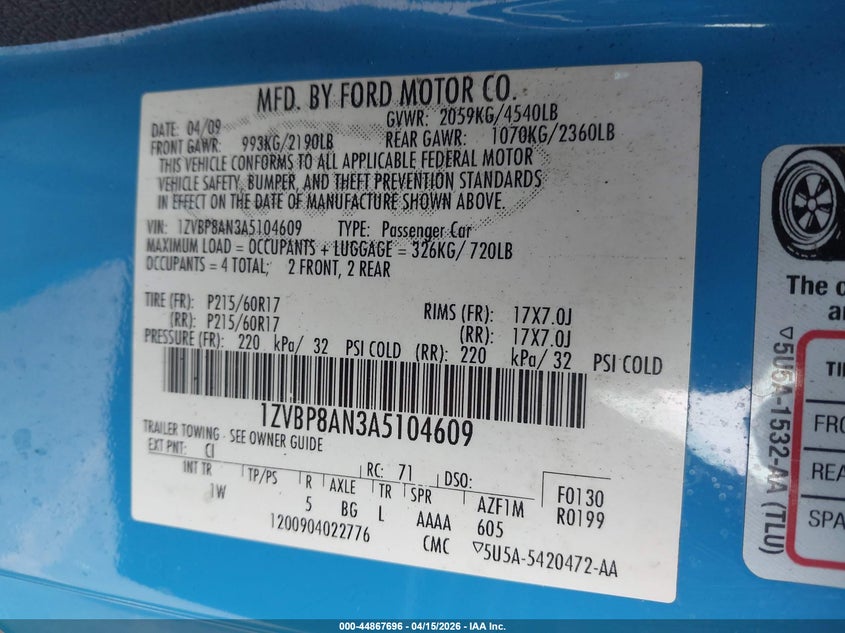 MFD. BY FORD MOTOR CO.
DATE: 04/09
GVWR: 2059KG/4540LB
FRONT GAWR: 993KG/2190LB
REAR GAWR: 1070KG/2360LB
THIS VEHICLE CONFORMS TO ALL APPLICABLE FEDERAL MOTOR
VEHICLE SAFETY, BUMPER, AND THEFT PREVENTION STANDARDS
IN EFFECT ON THE DATE OF MANUFACTURE SHOWN ABOVE.
VIN: 1ZVBP8AN3A5104609 TYPE: Passenger Car
MAXIMUM LOAD = OCCUPANTS + LUGGAGE = 326KG/ 720LB
OCCUPANTS = 4 TOTAL; 2 FRONT, 2 REAR
TIRE (FR): P215/60R17 RIMS (FR): 17X7.0J
(RR): P215/60R17 (RR): 17X7.0J
PRESSURE (FR): 220 kPa/ 32 PSI COLD (RR): 220 kPa/ 32 PSI COLD
1ZVBP8AN3A5104609
TRAILER TOWING - SEE OWNER GUIDE
EXT PNT: CI RC: 71 DSO:
INT TR TP/PS R AXLE TR SPR AZF1M F0130
1W 5 BG L AAAA 605 R0199
1200904022776 CMC ▽5U5A-5420472-AA
The c
an
▽5U5A-1532-AA (TLU)
TI
FRO
REA
SPA
000-44867696 - 04/15/2026 - IAA Inc.